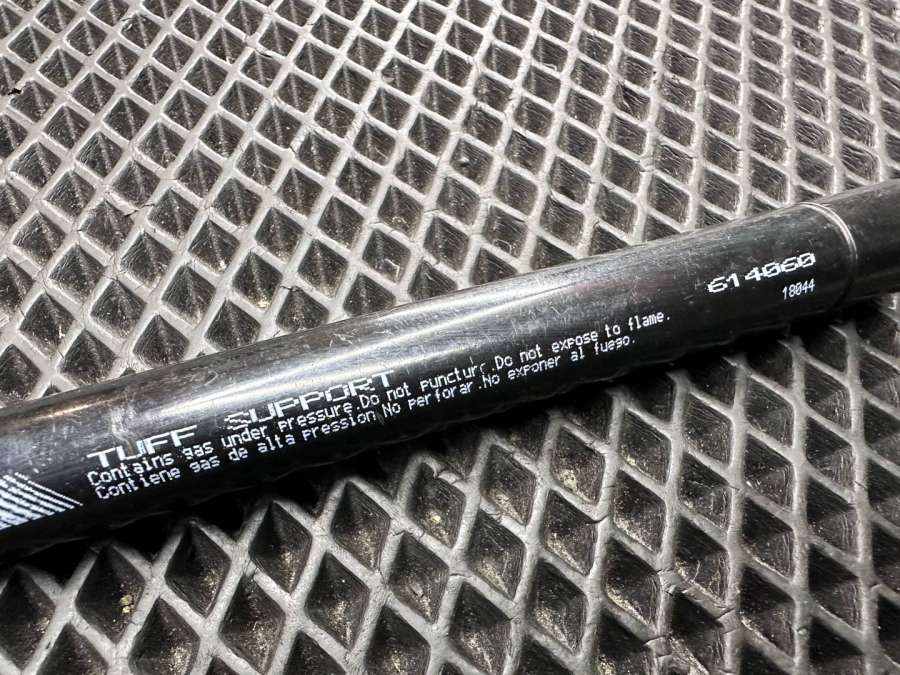 TUFF SUPPORT
Contains gas under pressure.Do not puncture.Do not expose to flame.
Contiene gas de alta pression.No perforar.No exponer al fuego.
614060
18044